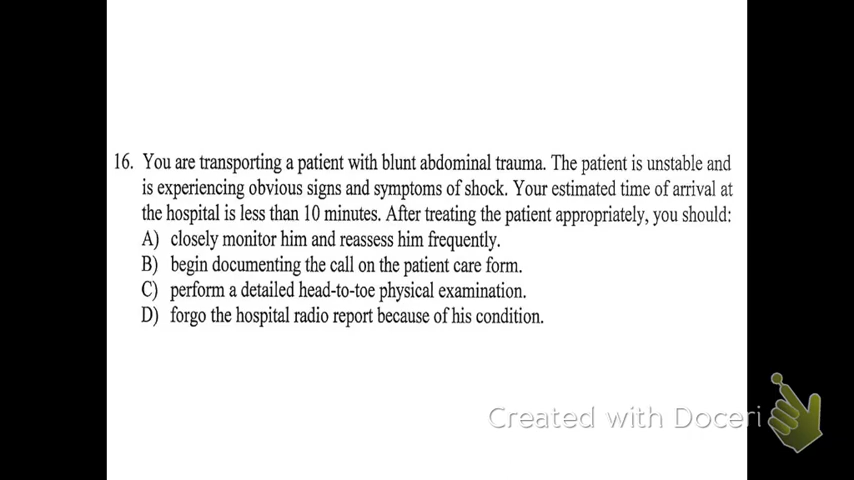 16. You are transporting a patient with blunt abdominal trauma. The patient is unstable and
is experiencing obvious signs and symptoms of shock. Your estimated time of arrival at
the hospital is less than 10 minutes. After treating the patient appropriately, you should:
A) closely monitor him and reassess him frequently.
B) begin documenting the call on the patient care form.
C) perform a detailed head-to-toe physical examination.
D) forgo the hospital radio report because of his condition.
Created with Doceri